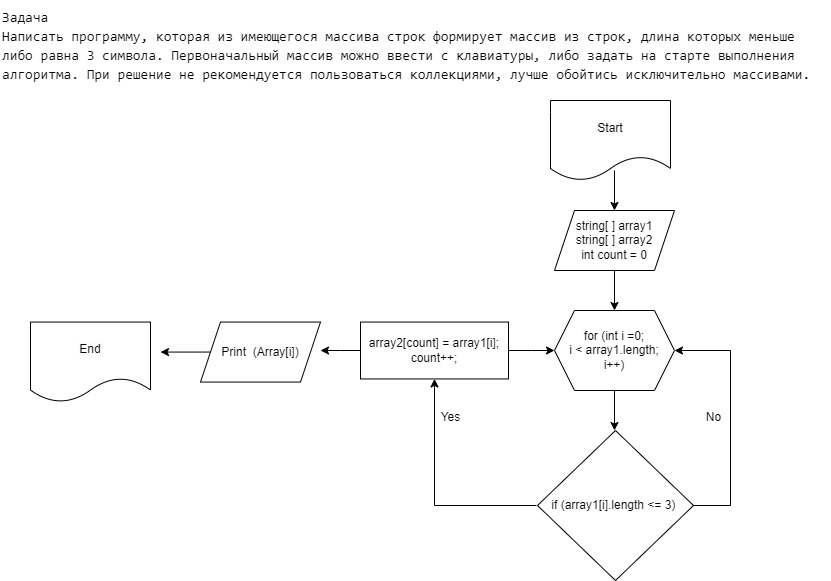 Задача
Написать программу, которая из имеющегося массива строк формирует массив из строк, длина которых меньше
либо равна 3 символа. Первоначальный массив можно ввести с клавиатуры, либо задать на старте выполнения
алгоритма. При решение не рекомендуется пользоваться коллекциями, лучше обойтись исключительно массивами.
Start
string[ ] array1
string[ ] array2
int count = 0
for (int i =0;
i < array1.length;
i++)
array2[count] = array1[i];
count++;
Print (Array[i])
End
Yes
No
if (array1[i].length <= 3)